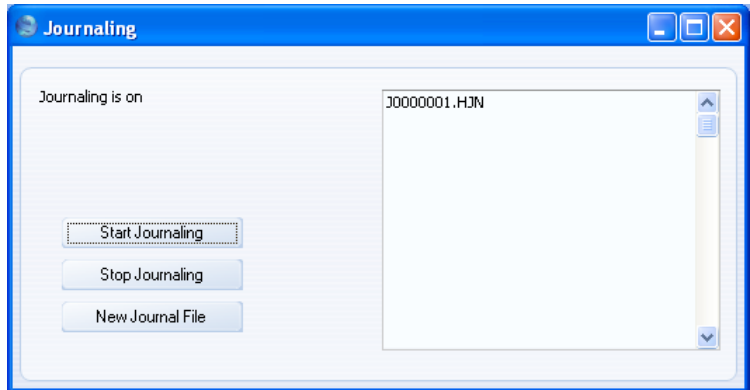 Journaling
Journaling is on
J0000001.HJN
Start Journaling
Stop Journaling
New Journal File